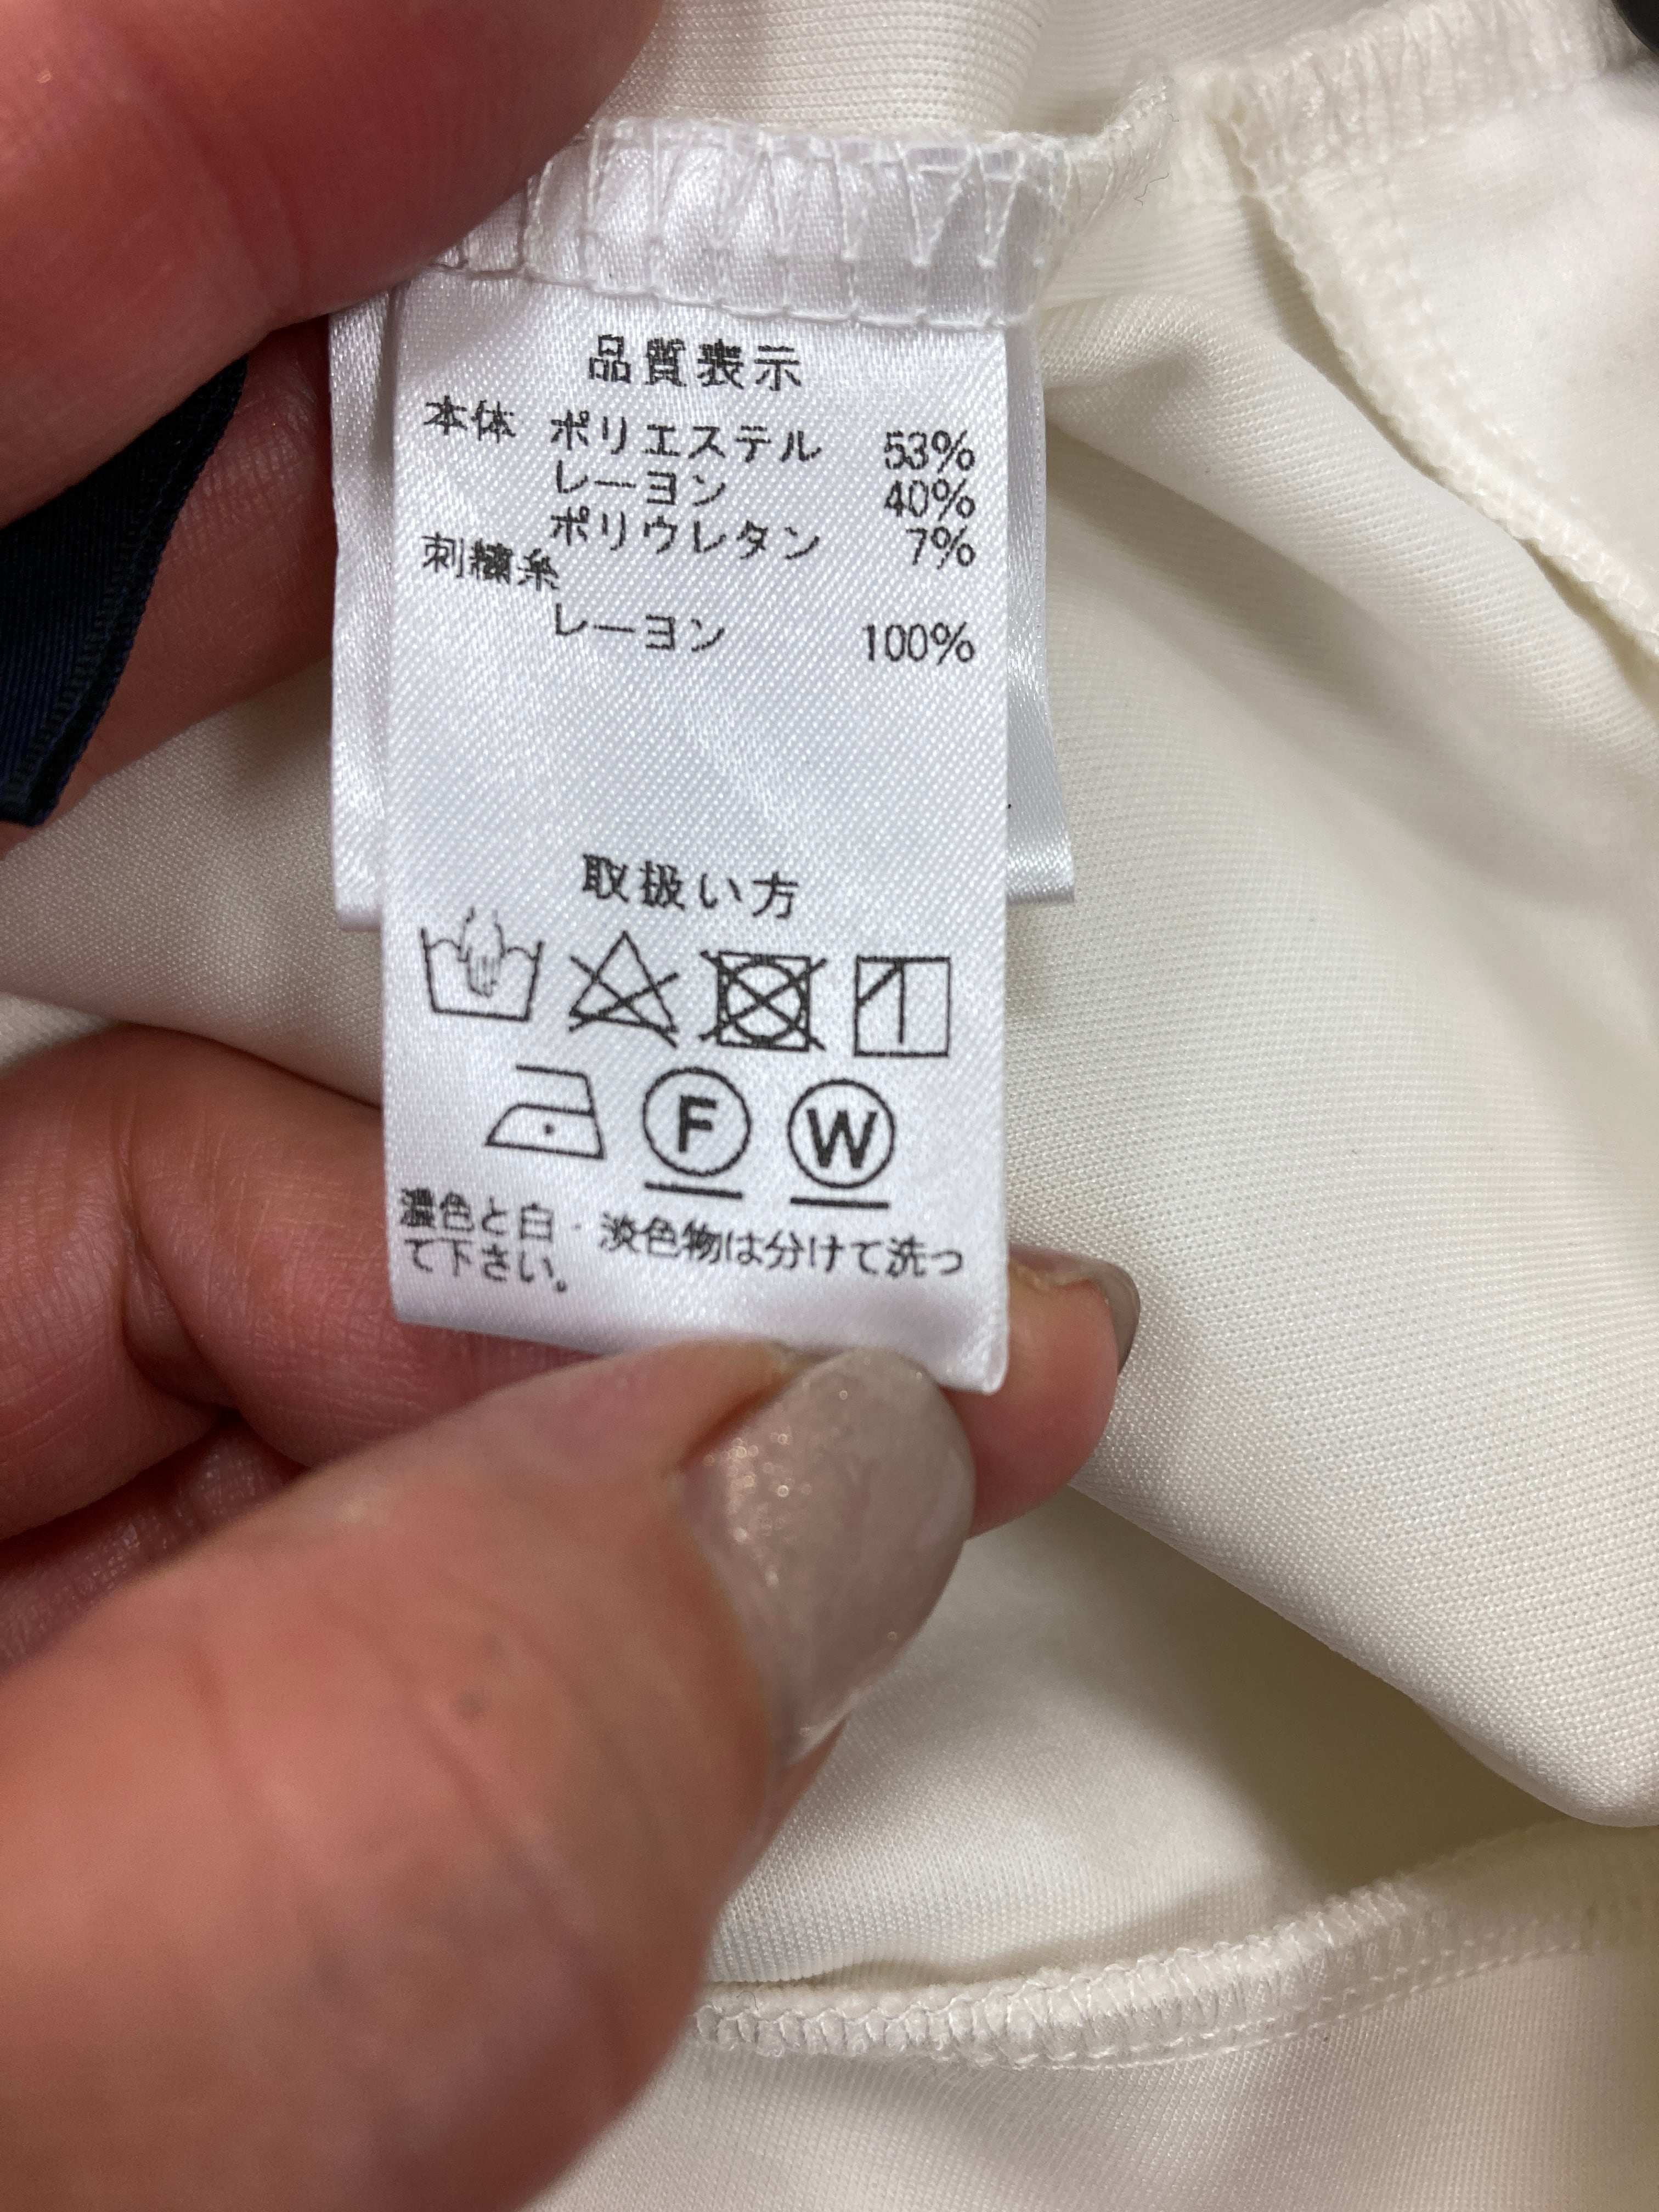 品質表示
本体 ポリエステル 53%
レーヨン 40%
ポリウレタン 7%
刺繍糸
レーヨン 100%
取扱い方
F W
濃色と白・淡色物は分けて洗っ
て下さい。